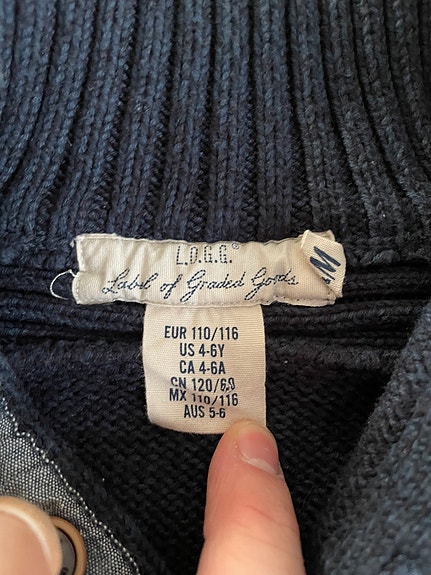 L.O.G.G.®
Label of Graded Goods
M
EUR 110/116
US 4-6Y
CA 4-6A
CN 120/60
MX 110/116
AUS 5-6